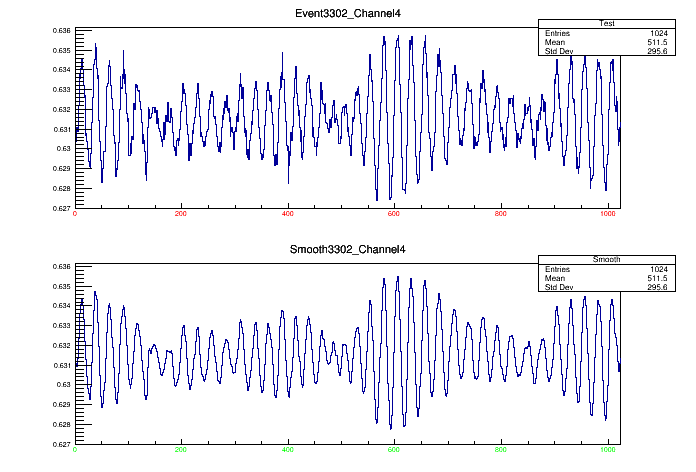 Event3302_Channel4
Test
Entries 1024
Mean 511.5
Std Dev 295.6
0.636
0.635
0.634
0.633
0.632
0.631
0.63
0.629
0.628
0.627
0 200 400 600 800 1000
Smooth3302_Channel4
Smooth
Entries 1024
Mean 511.5
Std Dev 295.6
0.636
0.635
0.634
0.633
0.632
0.631
0.63
0.629
0.628
0.627
0 200 400 600 800 1000